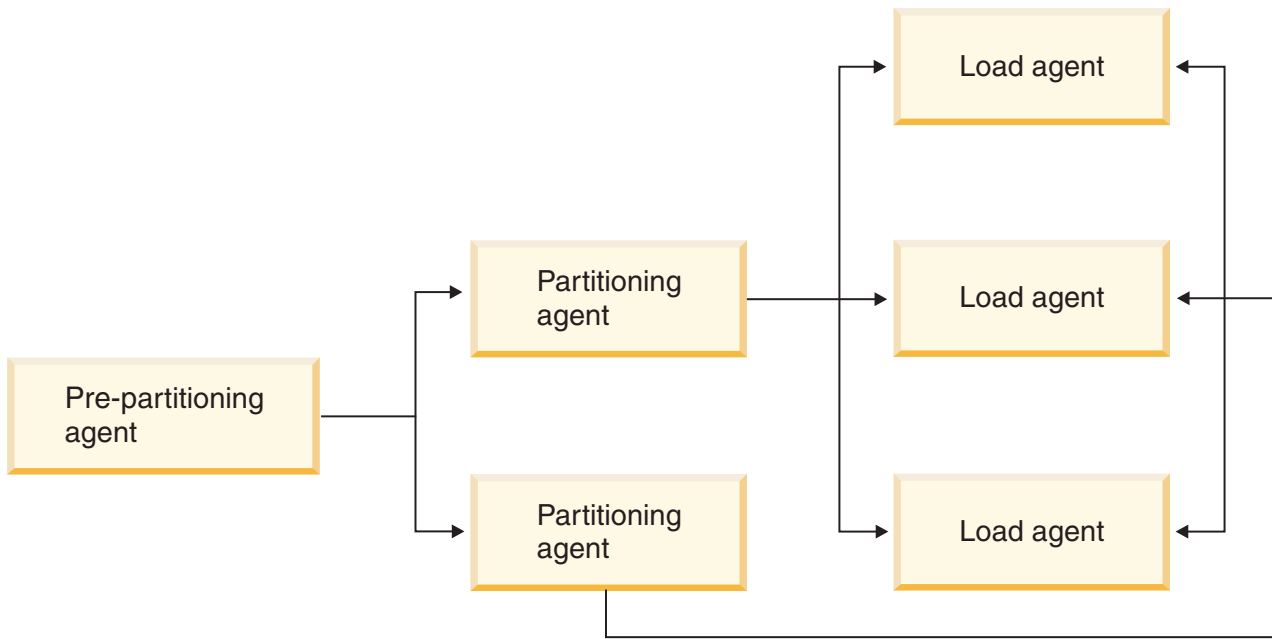 Load agent
Partitioning
agent
Load agent
Pre-partitioning
agent
Partitioning
agent
Load agent